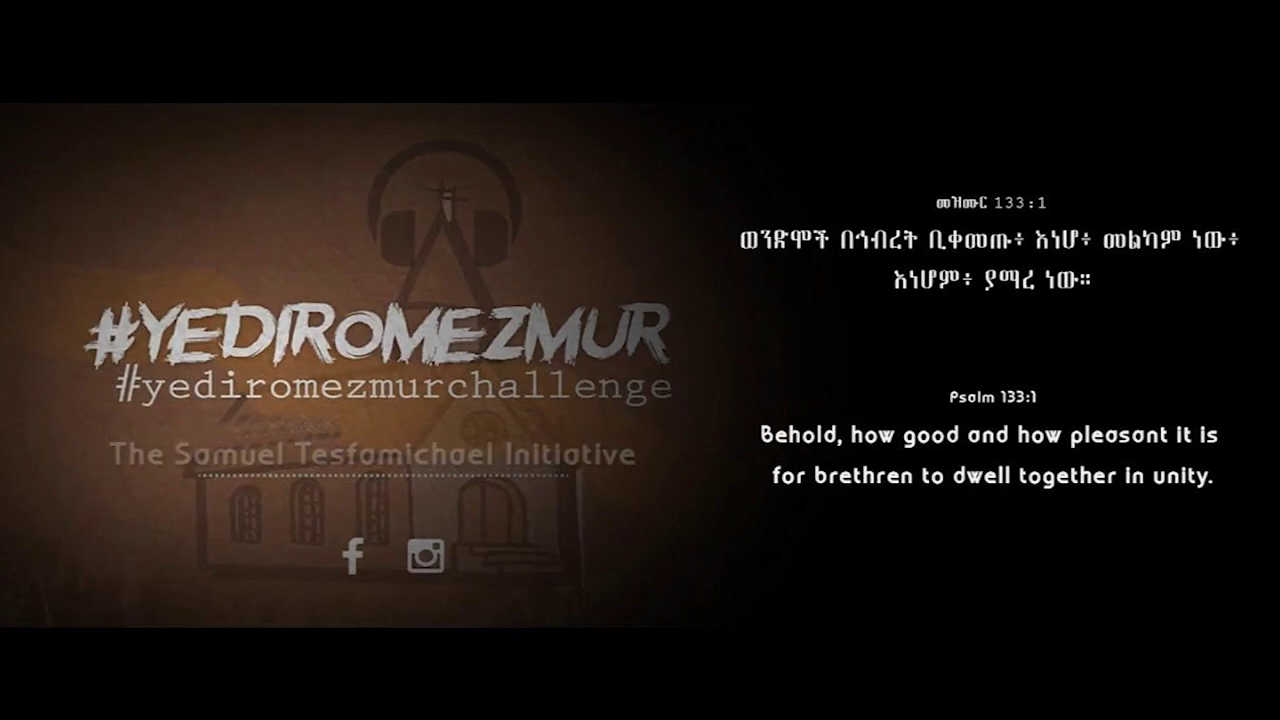 #YEDIROMEZMUR
#yediromezmurchallenge
The Samuel Tesfamichael Initiative
መዝሙር 133:1
ወንድሞች በኅብረት ቢቀመጡ፥ እነሆ፥ መልካም ነው፥
እነሆም፥ ያማረ ነው።
Psalm 133:1
Behold, how good and how pleasant it is
for brethren to dwell together in unity.